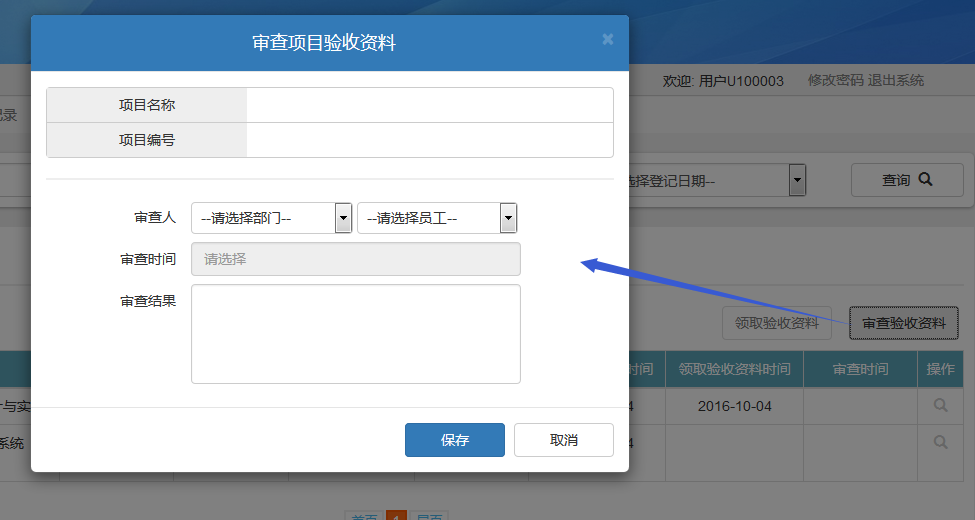 审查项目验收资料
×
欢迎: 用户U100003 修改密码 退出系统
录
项目名称
项目编号
选择登记日期--
查询
审查人 --请选择部门-- --请选择员工--
审查时间 请选择
审查结果
领取验收资料 审查验收资料
时间 领取验收资料时间 审查时间 操作
与实 4 2016-10-04
系统 4
保存 取消
首页 1 尾页